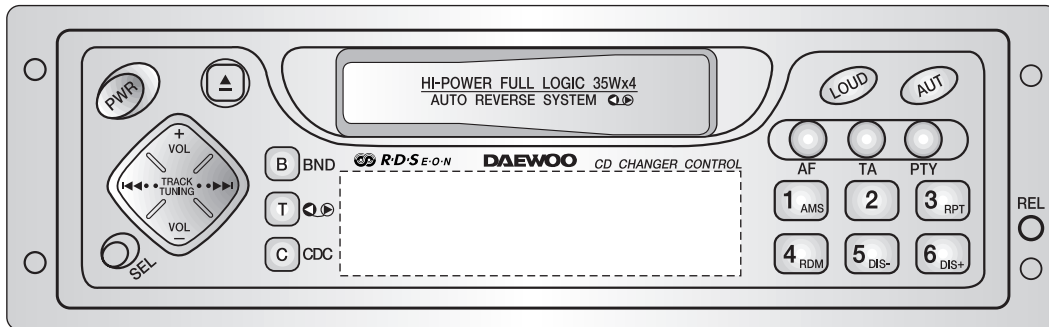 PWR
⏏
HI-POWER FULL LOGIC 35Wx4
AUTO REVERSE SYSTEM
LOUD
AUT
+
VOL
TRACK
TUNING
VOL
−
SEL
B BND
T
C CDC
R·D·S E·O·N
DAEWOO
CD CHANGER CONTROL
AF
TA
PTY
1 AMS
2
3 RPT
4 RDM
5 DIS-
6 DIS+
REL